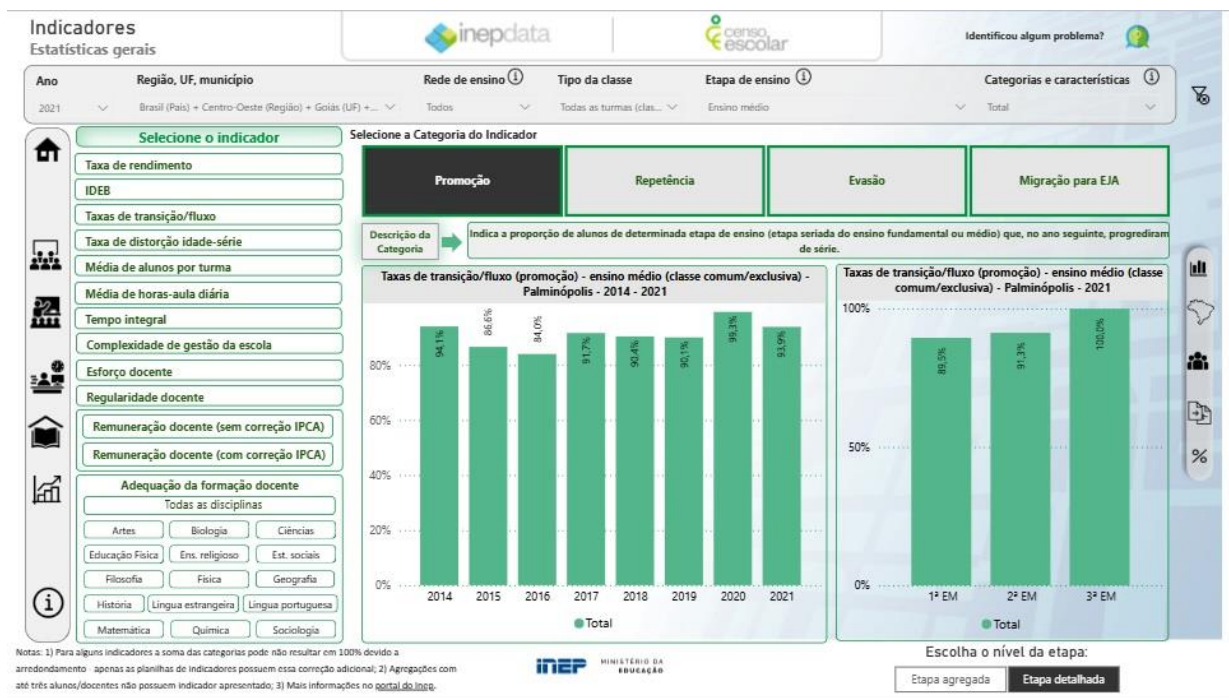 Indicadores
Estatísticas gerais
inepdata
censo
escolar
Identificou algum problema?
Ano
Região, UF, município
Rede de ensino
Tipo da classe
Etapa de ensino
Categorias e características
2021
Brasil (País) + Centro-Oeste (Região) + Goiás (UF) +...
Todos
Todas as turmas (clas...
Ensino médio
Total
Selecione o indicador
Taxa de rendimento
IDEB
Taxas de transição/fluxo
Taxa de distorção idade-série
Média de alunos por turma
Média de horas-aula diária
Tempo integral
Complexidade de gestão da escola
Esforço docente
Regularidade docente
Remuneração docente (sem correção IPCA)
Remuneração docente (com correção IPCA)
Adequação da formação docente
Todas as disciplinas
Artes
Biologia
Ciências
Educação Física
Ens. religioso
Est. sociais
Filosofia
Física
Geografia
História
Língua estrangeira
Língua portuguesa
Matemática
Química
Sociologia
Selecione a Categoria do Indicador
Promoção
Repetência
Evasão
Migração para EJA
Descrição da
Categoria
Indica a proporção de alunos de determinada etapa de ensino (etapa seriada do ensino fundamental ou médio) que, no ano seguinte, progrediram
de série.
Taxas de transição/fluxo (promoção) - ensino médio (classe comum/exclusiva) -
Palminópolis - 2014 - 2021
80%
60%
40%
20%
0%
94,1%
86,6%
84,0%
91,7%
90,4%
90,1%
99,3%
93,9%
2014
2015
2016
2017
2018
2019
2020
2021
Total
Taxas de transição/fluxo (promoção) - ensino médio (classe
comum/exclusiva) - Palminópolis - 2021
100%
50%
0%
89,5%
91,3%
100,0%
1ª EM
2ª EM
3ª EM
Total
%
Notas: 1) Para alguns indicadores a soma das categorias pode não resultar em 100% devido a
arredondamento - apenas as planilhas de indicadores possuem essa correção adicional; 2) Agregações com
até três alunos/docentes não possuem indicador apresentado; 3) Mais informações no portal do Inep.
INEP
MINISTÉRIO DA
EDUCAÇÃO
Escolha o nível da etapa:
Etapa agregada
Etapa detalhada